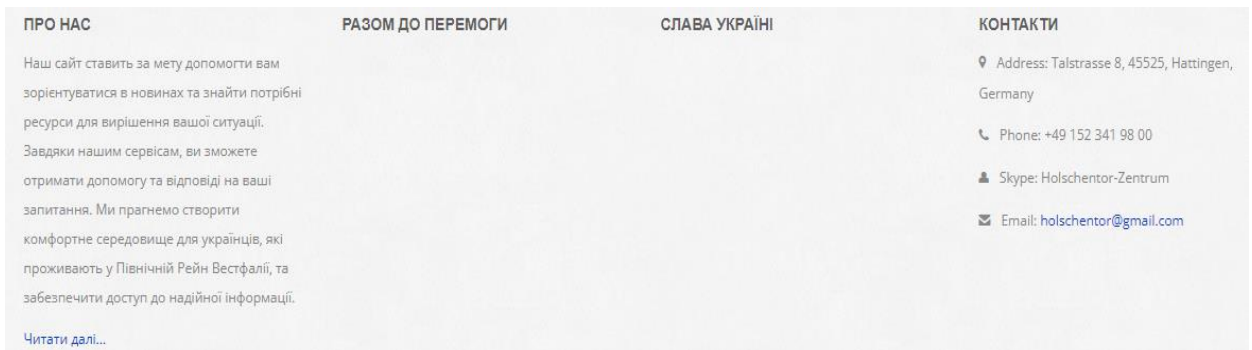 ПРО НАС
Наш сайт ставить за мету допомогти вам
зорієнтуватися в новинах та знайти потрібні
ресурси для вирішення вашої ситуації.
Завдяки нашим сервісам, ви зможете
отримати допомогу та відповіді на ваші
запитання. Ми прагнемо створити
комфортне середовище для українців, які
проживають у Північній Рейн Вестфалії, та
забезпечити доступ до надійної інформації.
Читати далі...
РАЗОМ ДО ПЕРЕМОГИ
СЛАВА УКРАЇНІ
КОНТАКТИ
Address: Talstrasse 8, 45525, Hattingen,
Germany
Phone: +49 152 341 98 00
Skype: Holschentor-Zentrum
Email: holschentor@gmail.com